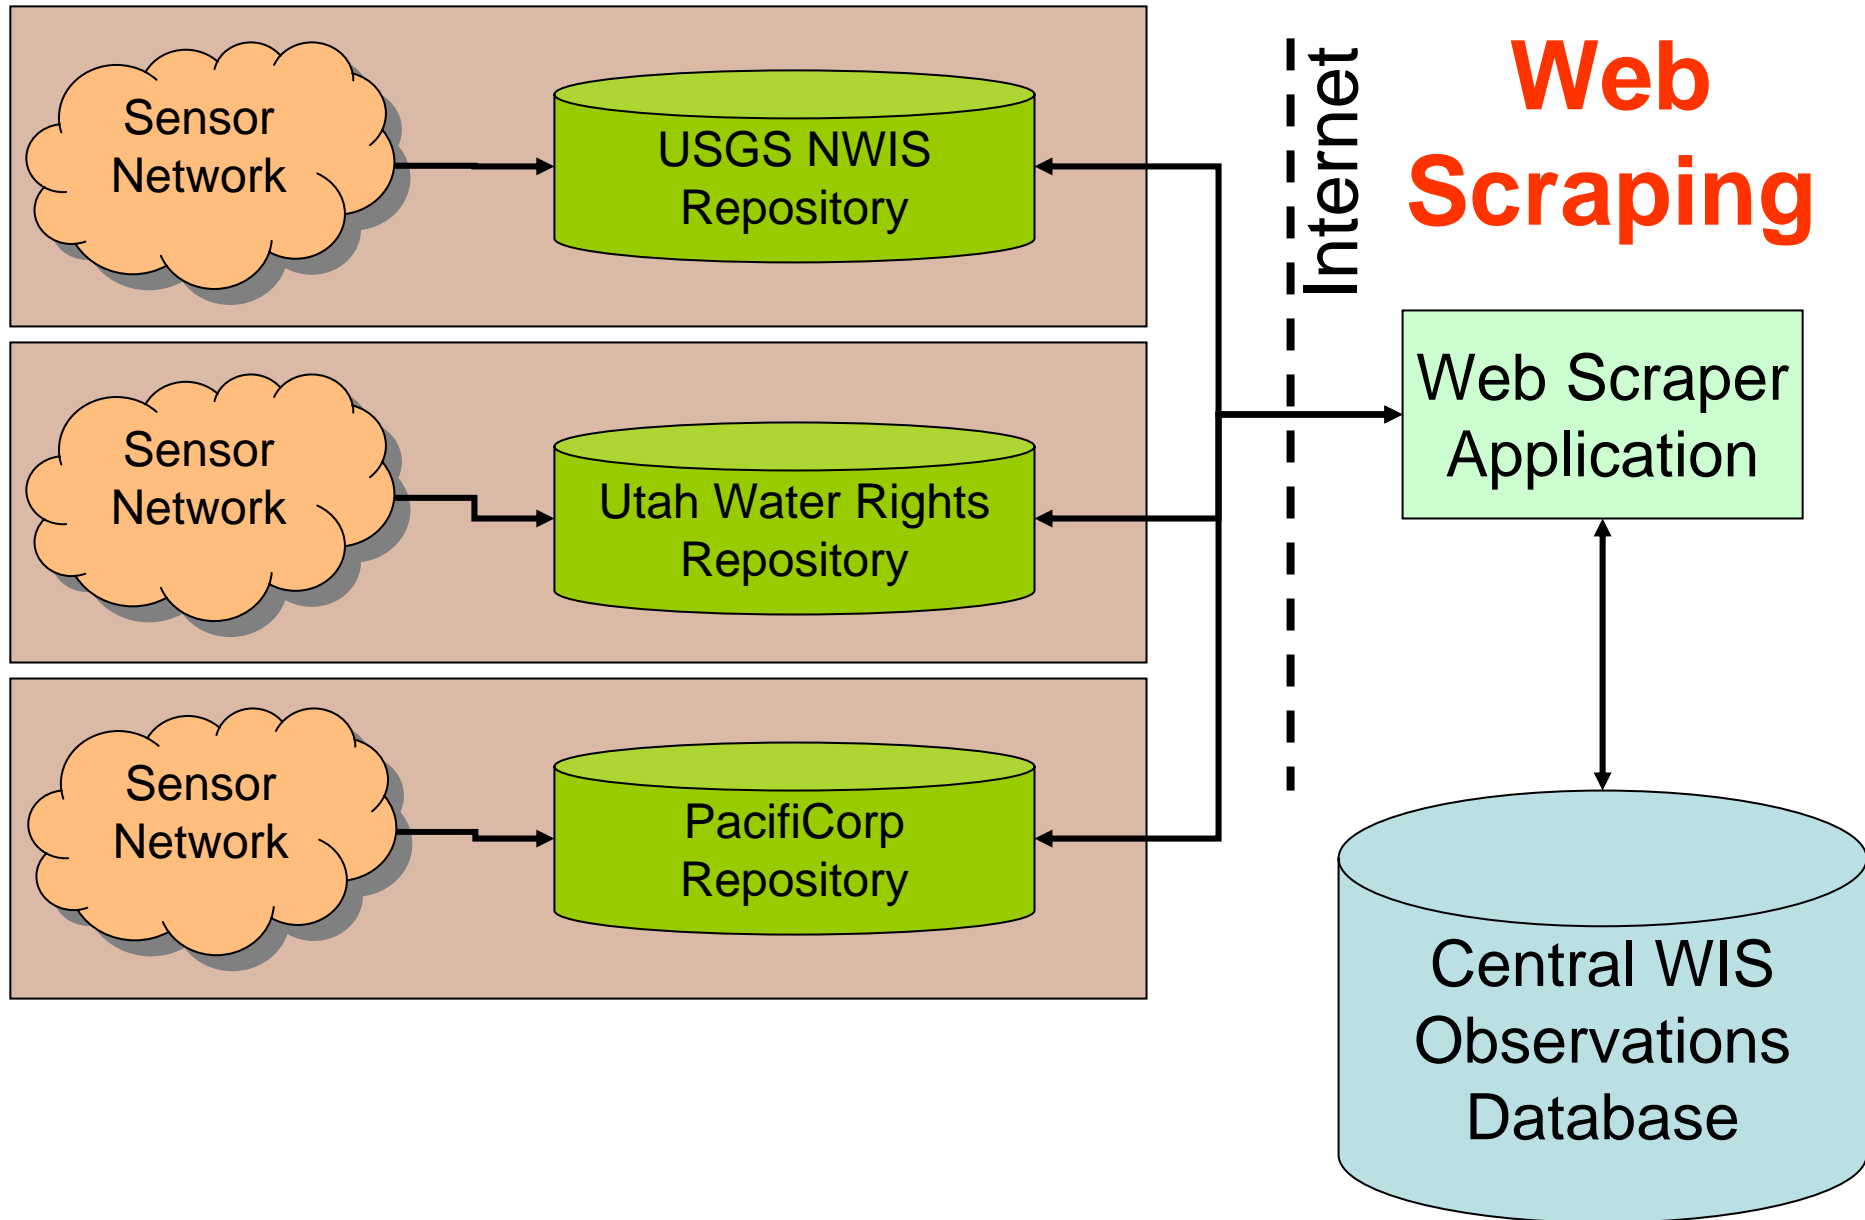 Sensor
Network
USGS NWIS
Repository
Internet
Web
Scraping
Sensor
Network
Utah Water Rights
Repository
Web Scraper
Application
Sensor
Network
PacifiCorp
Repository
Central WIS
Observations
Database